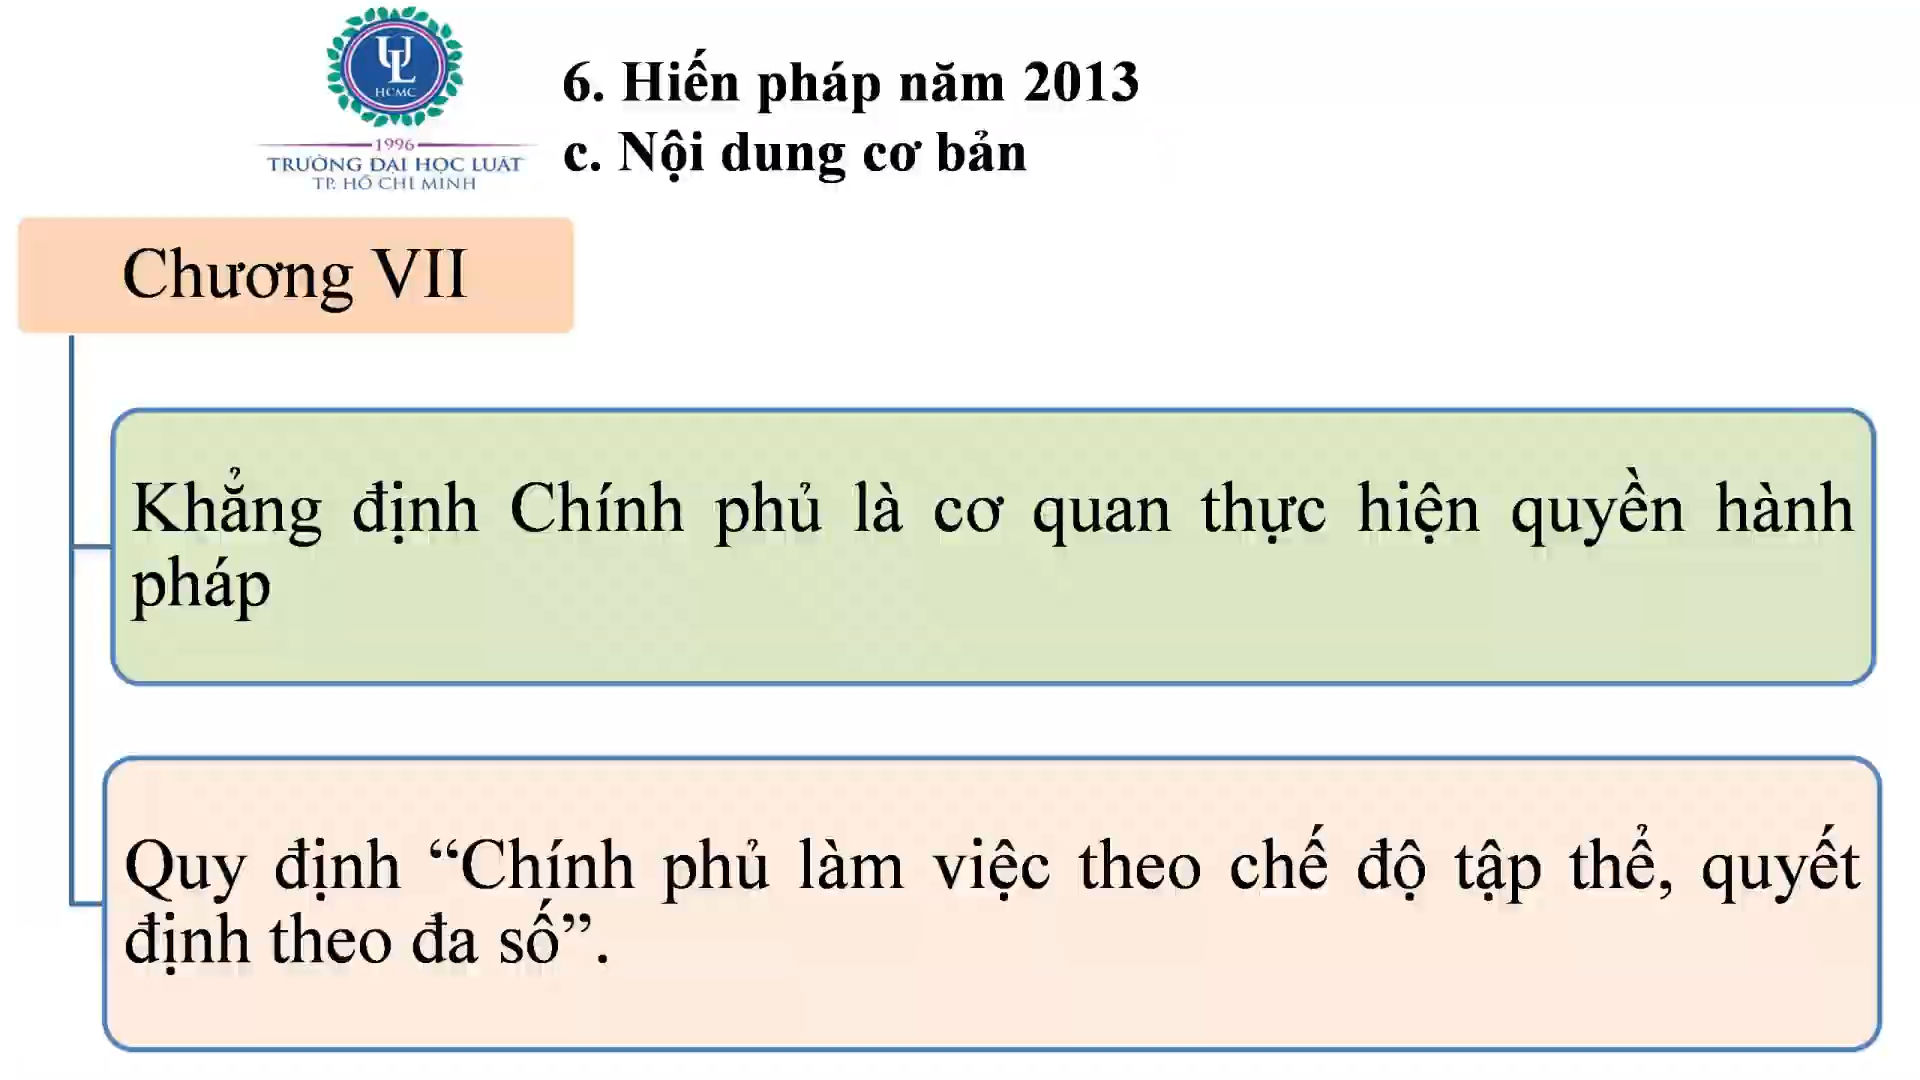 UL
HCMC
1996
TRƯỜNG ĐẠI HỌC LUẬT
TP. HỒ CHÍ MINH
6. Hiến pháp năm 2013
c. Nội dung cơ bản
Chương VII
Khẳng định Chính phủ là cơ quan thực hiện quyền hành
pháp
Quy định “Chính phủ làm việc theo chế độ tập thể, quyết
định theo đa số”.